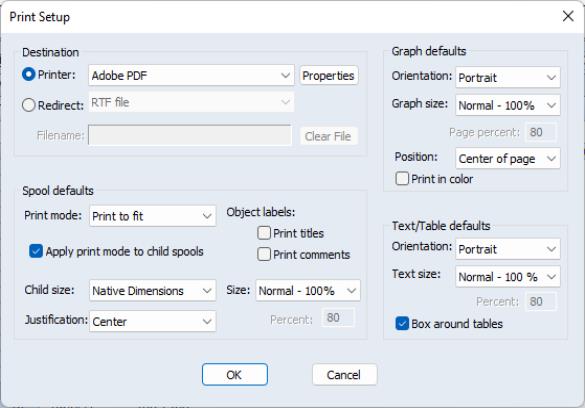 Print Setup
Destination
Printer: Adobe PDF Properties
Redirect: RTF file
Filename: Clear File
Spool defaults
Print mode: Print to fit
Apply print mode to child spools
Object labels:
Print titles
Print comments
Child size: Native Dimensions Size: Normal - 100%
Justification: Center Percent: 80
Graph defaults
Orientation: Portrait
Graph size: Normal - 100%
Page percent: 80
Position: Center of page
Print in color
Text/Table defaults
Orientation: Portrait
Text size: Normal - 100 %
Percent: 80
Box around tables
OK Cancel